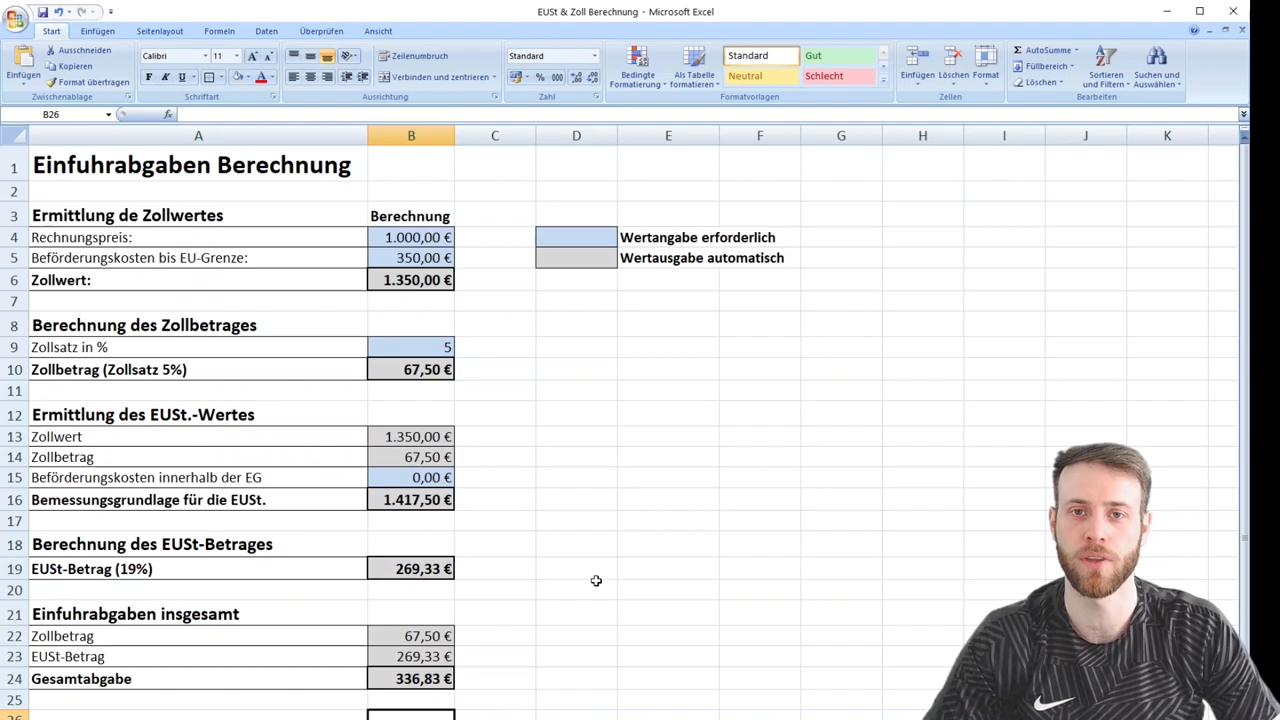 EUSt & Zoll Berechnung - Microsoft Excel
Start Einfügen Seitenlayout Formeln Daten Überprüfen Ansicht
Einfügen
Ausschneiden
Kopieren
Format übertragen
Zwischenablage
Calibri 11
F K U
Schriftart
Zeilenumbruch
Verbinden und zentrieren
Ausrichtung
Standard
% 000
Zahl
Bedingte Formatierung
Als Tabelle formatieren
Standard Gut
Neutral Schlecht
Formatvorlagen
Einfügen Löschen Format
Zellen
AutoSumme
Füllbereich
Löschen
Sortieren und Filtern
Suchen und Auswählen
Bearbeiten
B26 fx
A B C D E F G H I J K
1 Einfuhrabgaben Berechnung
2
3 Ermittlung de Zollwertes Berechnung
4 Rechnungspreis: 1.000,00 € Wertangabe erforderlich
5 Beförderungskosten bis EU-Grenze: 350,00 € Wertausgabe automatisch
6 Zollwert: 1.350,00 €
7
8 Berechnung des Zollbetrages
9 Zollsatz in % 5
10 Zollbetrag (Zollsatz 5%) 67,50 €
11
12 Ermittlung des EUSt.-Wertes
13 Zollwert 1.350,00 €
14 Zollbetrag 67,50 €
15 Beförderungskosten innerhalb der EG 0,00 €
16 Bemessungsgrundlage für die EUSt. 1.417,50 €
17
18 Berechnung des EUSt-Betrages
19 EUSt-Betrag (19%) 269,33 €
20
21 Einfuhrabgaben insgesamt
22 Zollbetrag 67,50 €
23 EUSt-Betrag 269,33 €
24 Gesamtabgabe 336,83 €
25
26